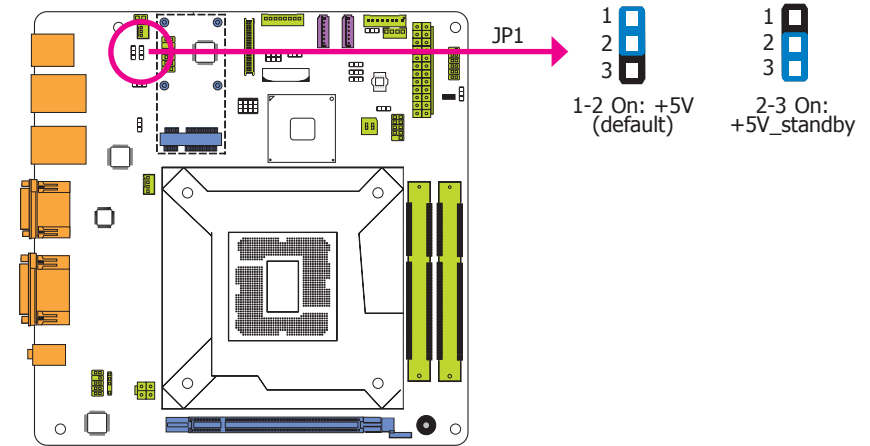 JP1
1
2
3
1-2 On: +5V
(default)
1
2
3
2-3 On:
+5V_standby